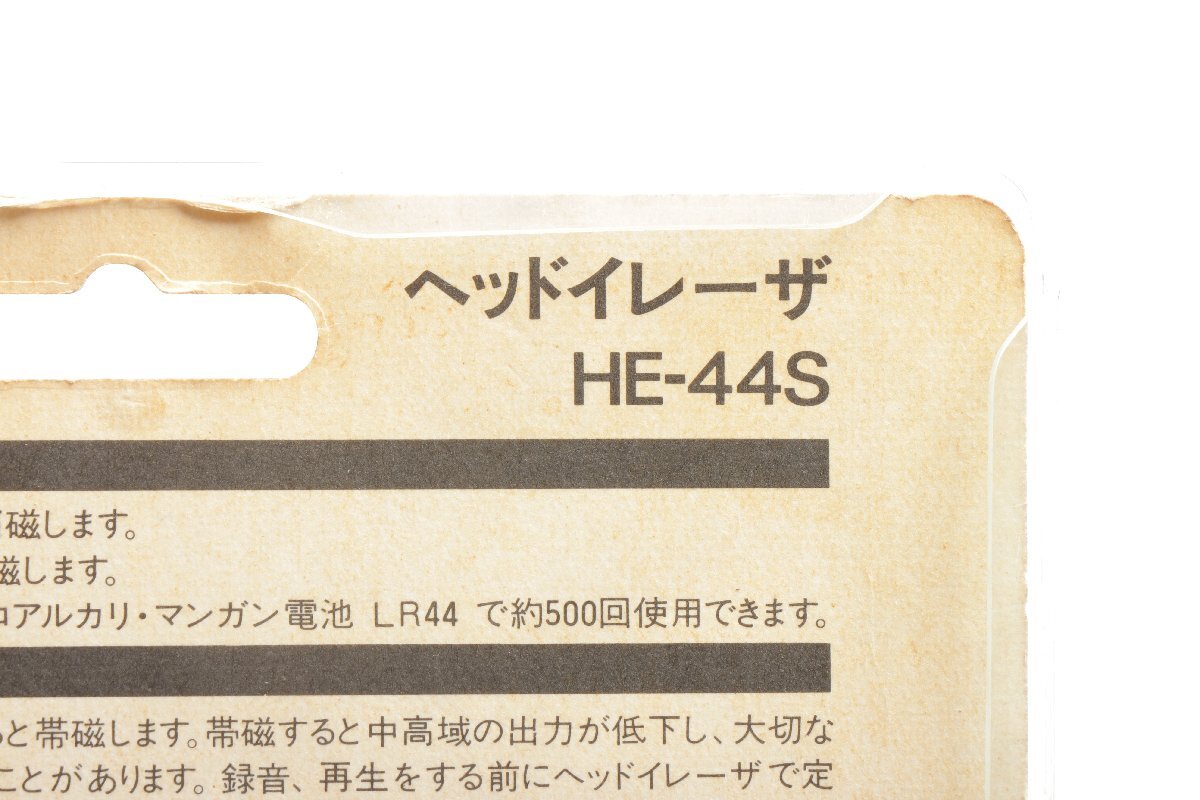 ヘッドイレーザ
HE-44S
磁します。
磁します。
アルカリ・マンガン電池 LR44 で約500回使用できます。
と帯磁します。帯磁すると中高域の出力が低下し、大切な
ことがあります。録音、再生をする前にヘッドイレーザで定